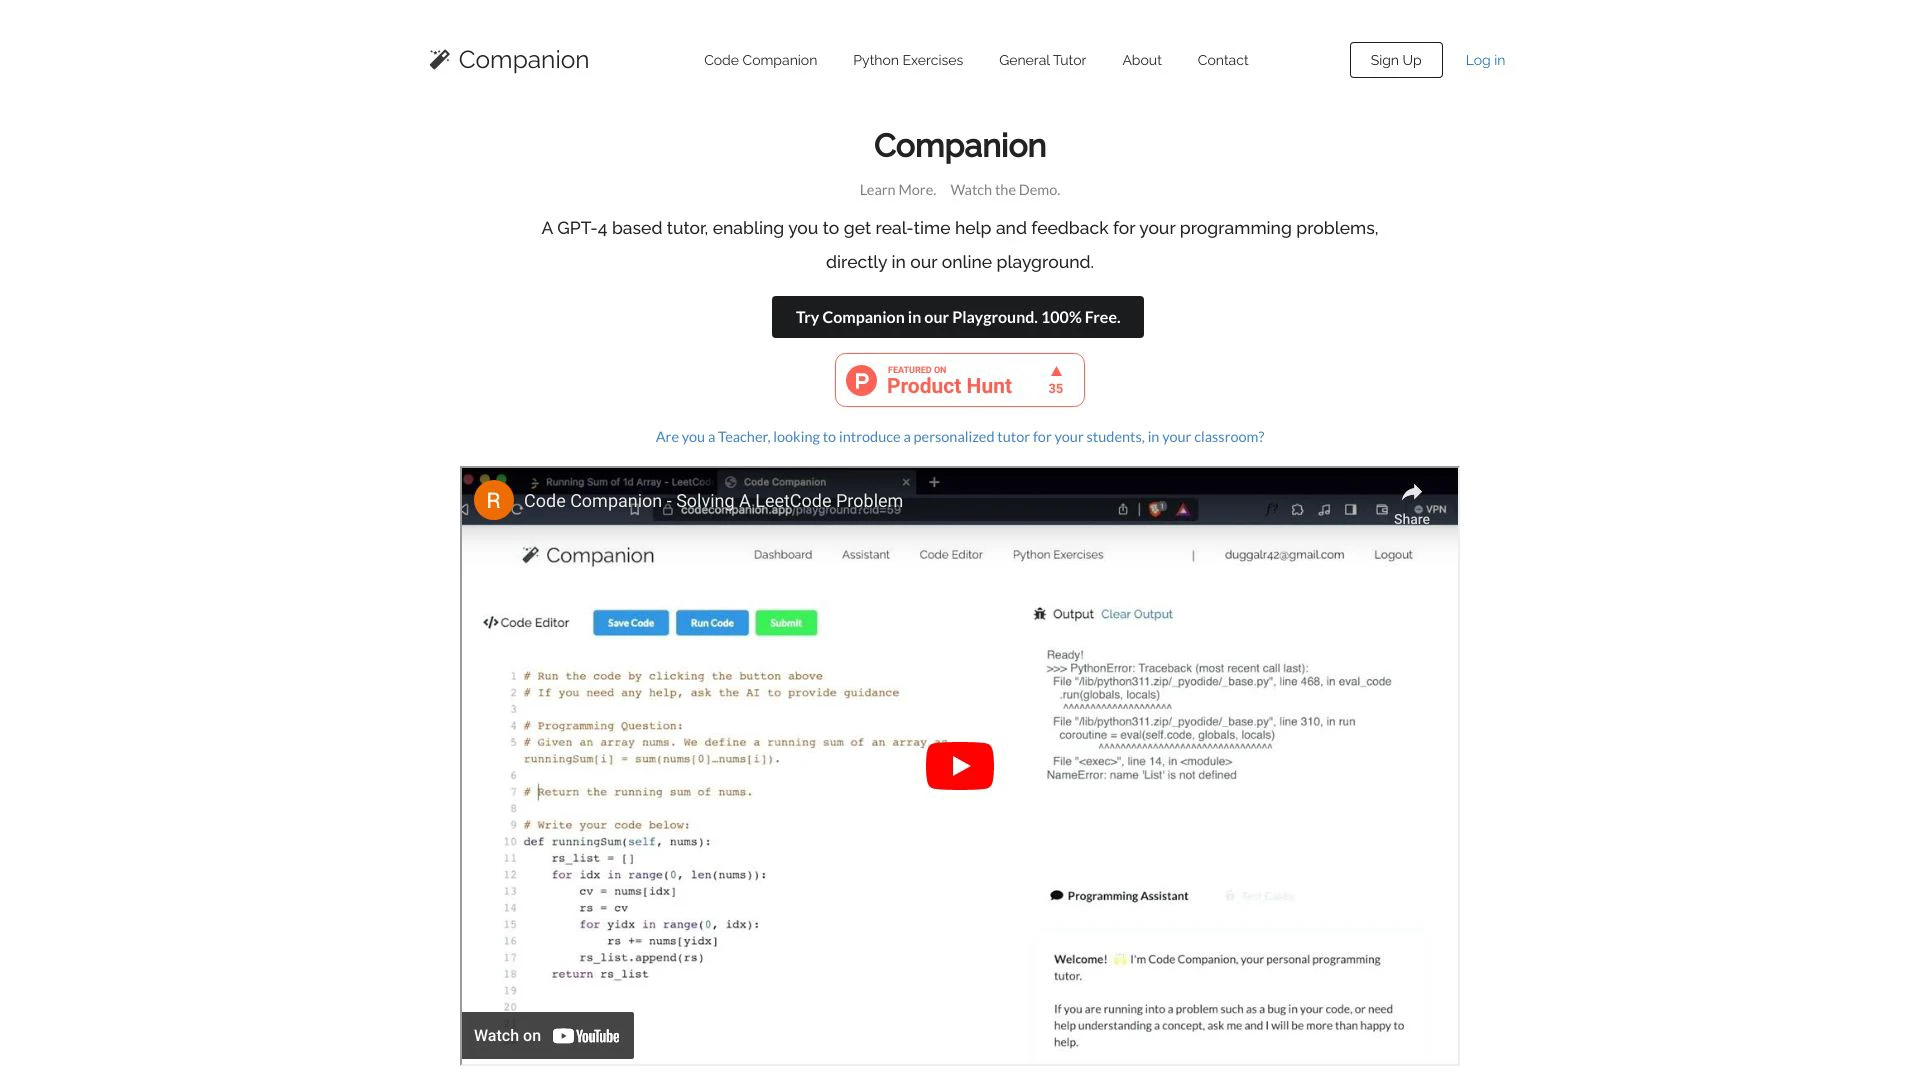 Companion
Code Companion
Python Exercises
General Tutor
About
Contact
Sign Up
Log in
Companion
Learn More. Watch the Demo.
A GPT-4 based tutor, enabling you to get real-time help and feedback for your programming problems,
directly in our online playground.
Try Companion in our Playground. 100% Free.
P
FEATURED ON
Product Hunt
35
Are you a Teacher, looking to introduce a personalized tutor for your students, in your classroom?
Running Sum of 1d Array - LeetCod
Code Companion
R
Code Companion - Solving A LeetCode Problem
codecompanion.app/playground?cid=59
VPN
Share
Companion
Dashboard
Assistant
Code Editor
Python Exercises
|
duggalr42@gmail.com
Logout
</> Code Editor
Save Code
Run Code
Submit
1 # Run the code by clicking the button above
2 # If you need any help, ask the AI to provide guidance
3
4 # Programming Question:
5 # Given an array nums. We define a running sum of an array as
runningSum[i] = sum(nums[0]…nums[i]).
6
7 # Return the running sum of nums.
8
9 # Write your code below:
10 def runningSum(self, nums):
11 rs_list = []
12 for idx in range(0, len(nums)):
13 cv = nums[idx]
14 rs = cv
15 for yidx in range(0, idx):
16 rs += nums[yidx]
17 rs_list.append(rs)
18 return rs_list
19
20
Output Clear Output
Ready!
>>> PythonError: Traceback (most recent call last):
File "/lib/python311.zip/_pyodide/_base.py", line 468, in eval_code
.run(globals, locals)
^^^^^^^^^^^^^^^^^^^^
File "/lib/python311.zip/_pyodide/_base.py", line 310, in run
coroutine = eval(self.code, globals, locals)
^^^^^^^^^^^^^^^^^^^^^^^^^^^^^^^^
File "<exec>", line 14, in <module>
NameError: name 'List' is not defined
Programming Assistant
Test Cases
Welcome! I'm Code Companion, your personal programming
tutor.
If you are running into a problem such as a bug in your code, or need
help understanding a concept, ask me and I will be more than happy to
help.
Watch on YouTube